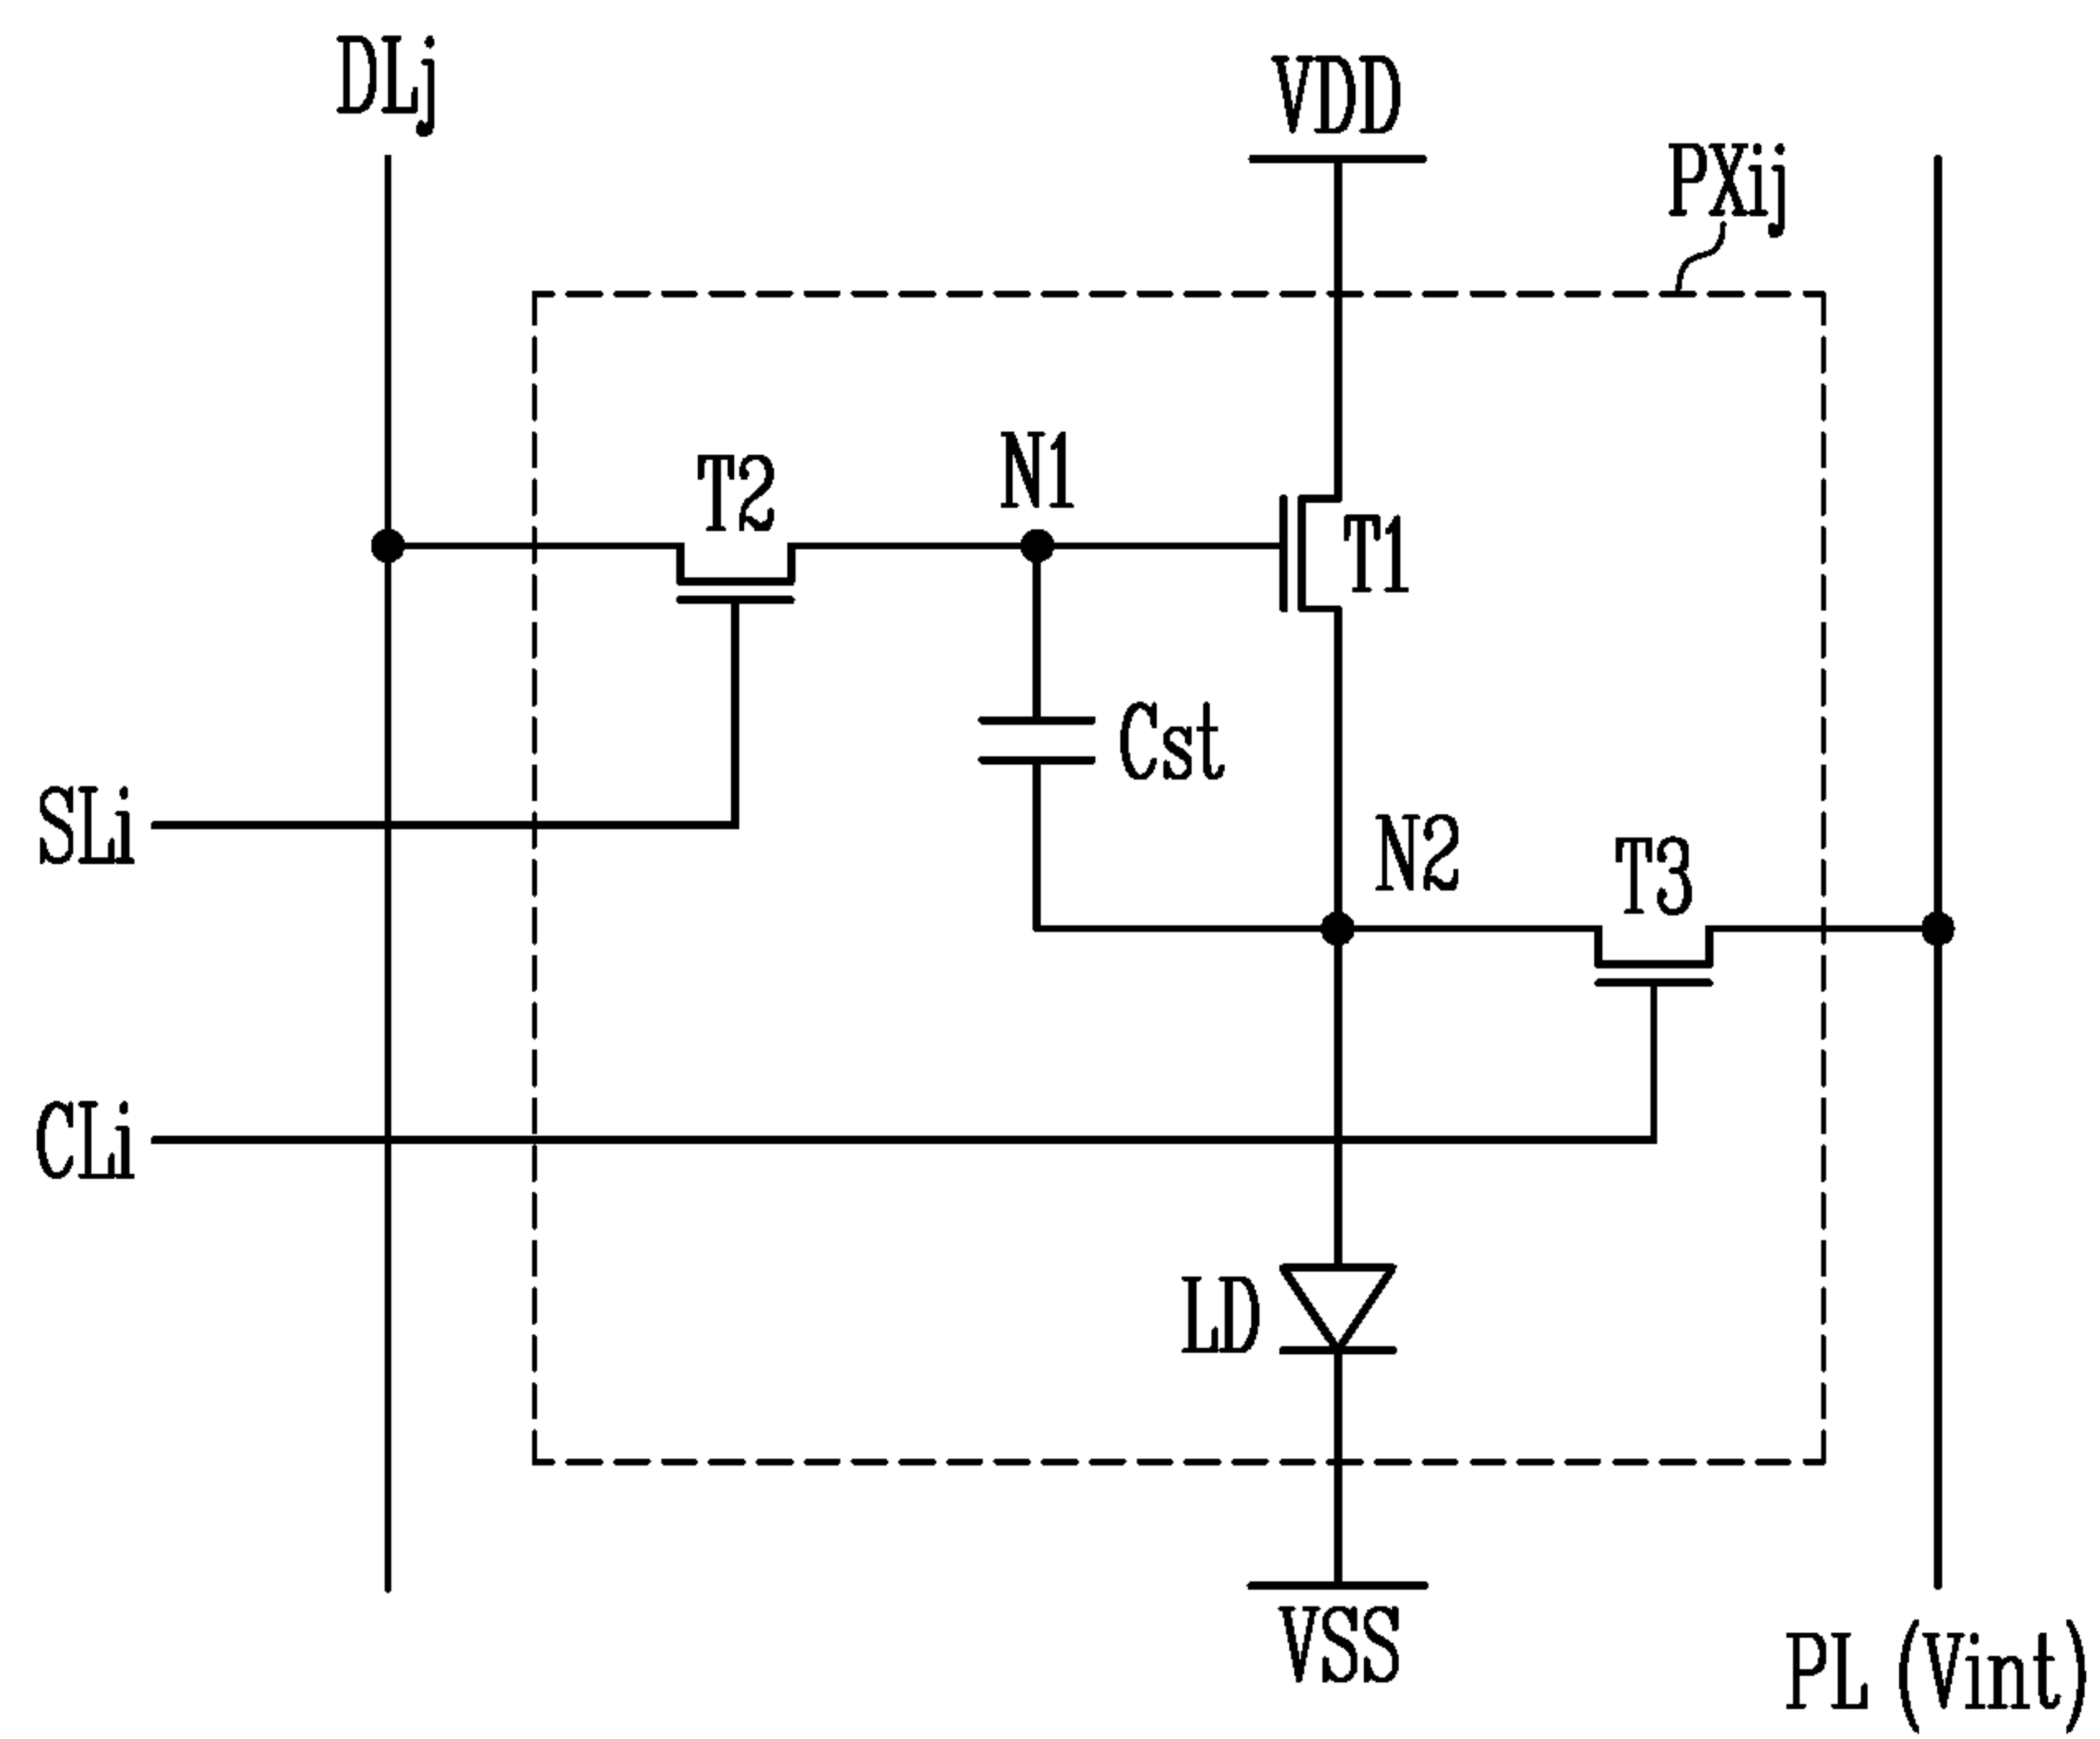 DLj
VDD
PXij
T2
N1
T1
Cst
SLi
N2
T3
CLi
LD
VSS
PL (Vint)